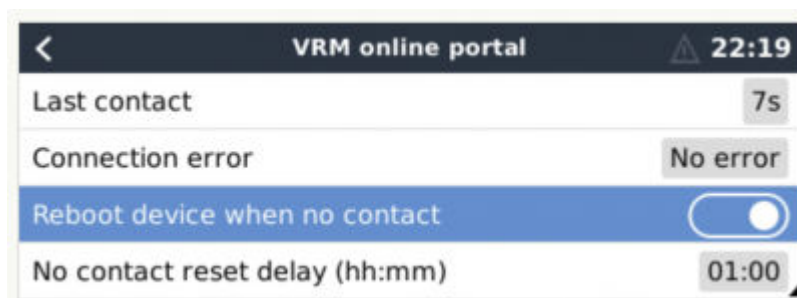 VRM online portal 22:19
Last contact 7s
Connection error No error
Reboot device when no contact
No contact reset delay (hh:mm) 01:00